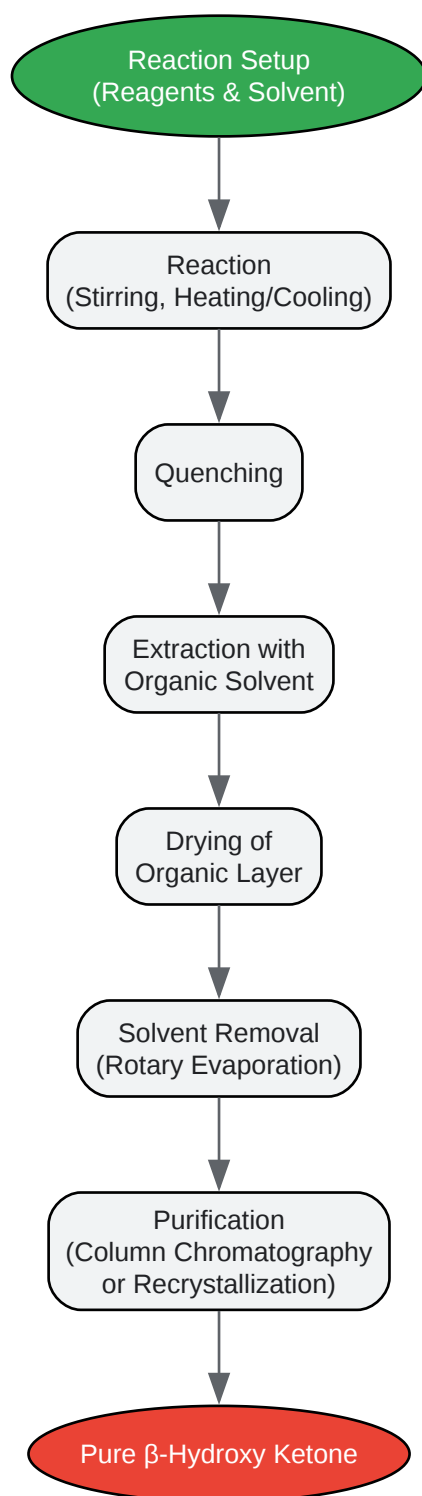 Reaction Setup
(Reagents & Solvent)
Reaction
(Stirring, Heating/Cooling)
Quenching
Extraction with
Organic Solvent
Drying of
Organic Layer
Solvent Removal
(Rotary Evaporation)
Purification
(Column Chromatography
or Recrystallization)
Pure β-Hydroxy Ketone